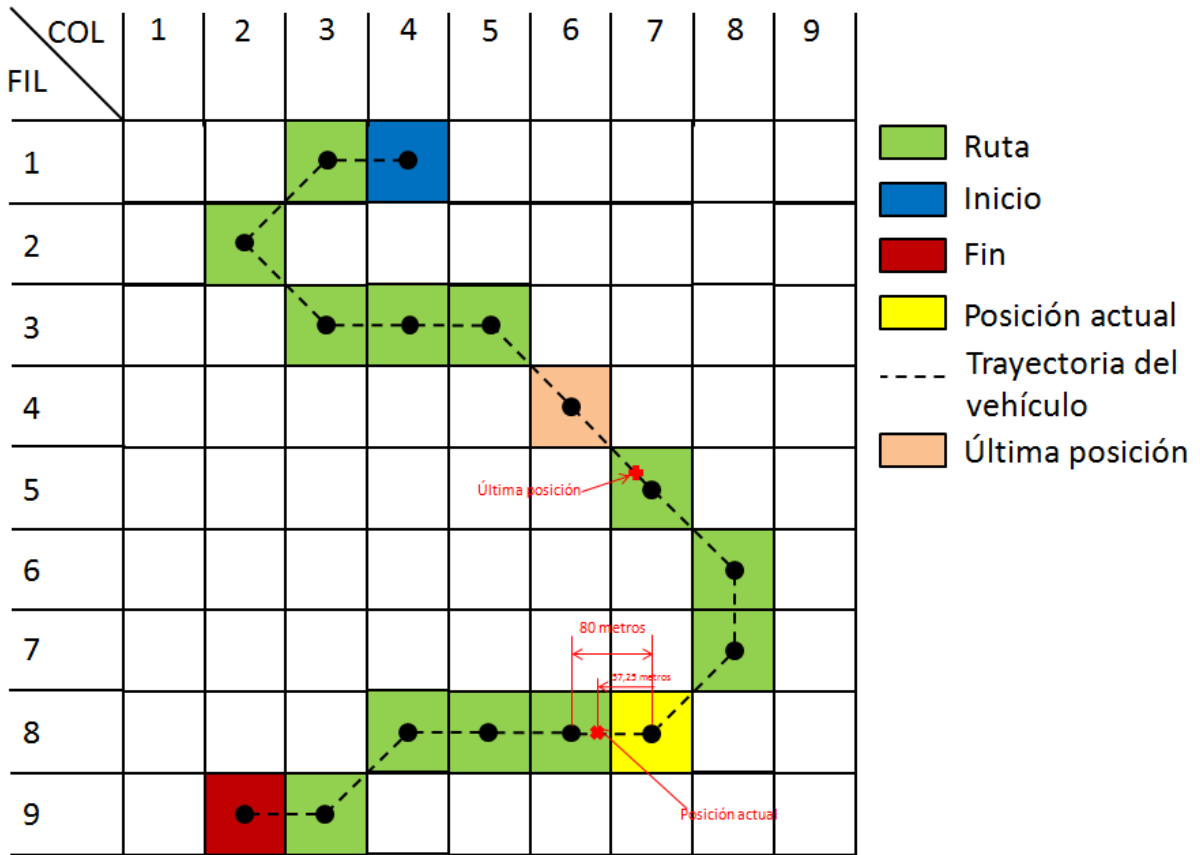 COL 1 2 3 4 5 6 7 8 9
FIL
1
2
3
4
5
6
7
8
9
Última posición
80 metros
57,25 metros
Posición actual
Ruta
Inicio
Fin
Posición actual
Trayectoria del
vehículo
Última posición